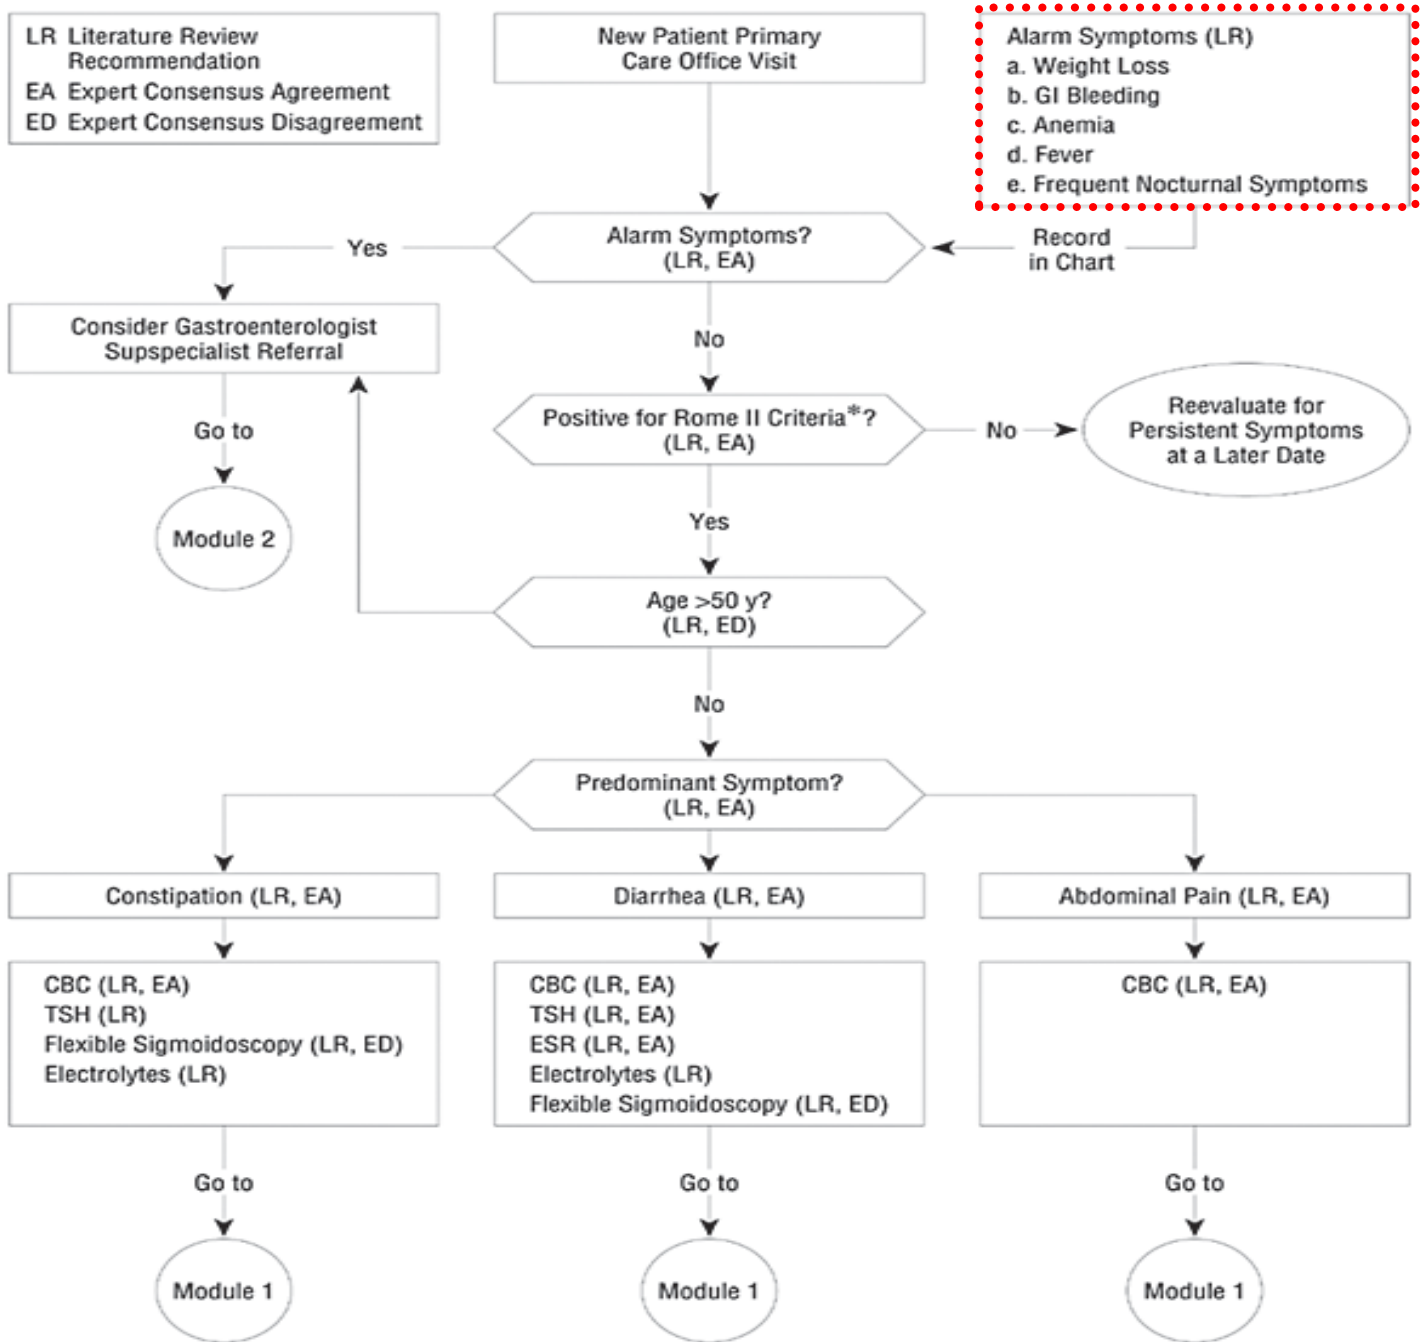 LR Literature Review
Recommendation
EA Expert Consensus Agreement
ED Expert Consensus Disagreement
New Patient Primary
Care Office Visit
Alarm Symptoms (LR)
a. Weight Loss
b. GI Bleeding
c. Anemia
d. Fever
e. Frequent Nocturnal Symptoms
Yes
Alarm Symptoms?
(LR, EA)
Record
in Chart
Consider Gastroenterologist
Supspecialist Referral
No
Go to
Positive for Rome II Criteria*?
(LR, EA)
No
Reevaluate for
Persistent Symptoms
at a Later Date
Module 2
Yes
Age >50 y?
(LR, ED)
No
Predominant Symptom?
(LR, EA)
Constipation (LR, EA)
Diarrhea (LR, EA)
Abdominal Pain (LR, EA)
CBC (LR, EA)
TSH (LR)
Flexible Sigmoidoscopy (LR, ED)
Electrolytes (LR)
CBC (LR, EA)
TSH (LR, EA)
ESR (LR, EA)
Electrolytes (LR)
Flexible Sigmoidoscopy (LR, ED)
CBC (LR, EA)
Go to
Go to
Go to
Module 1
Module 1
Module 1